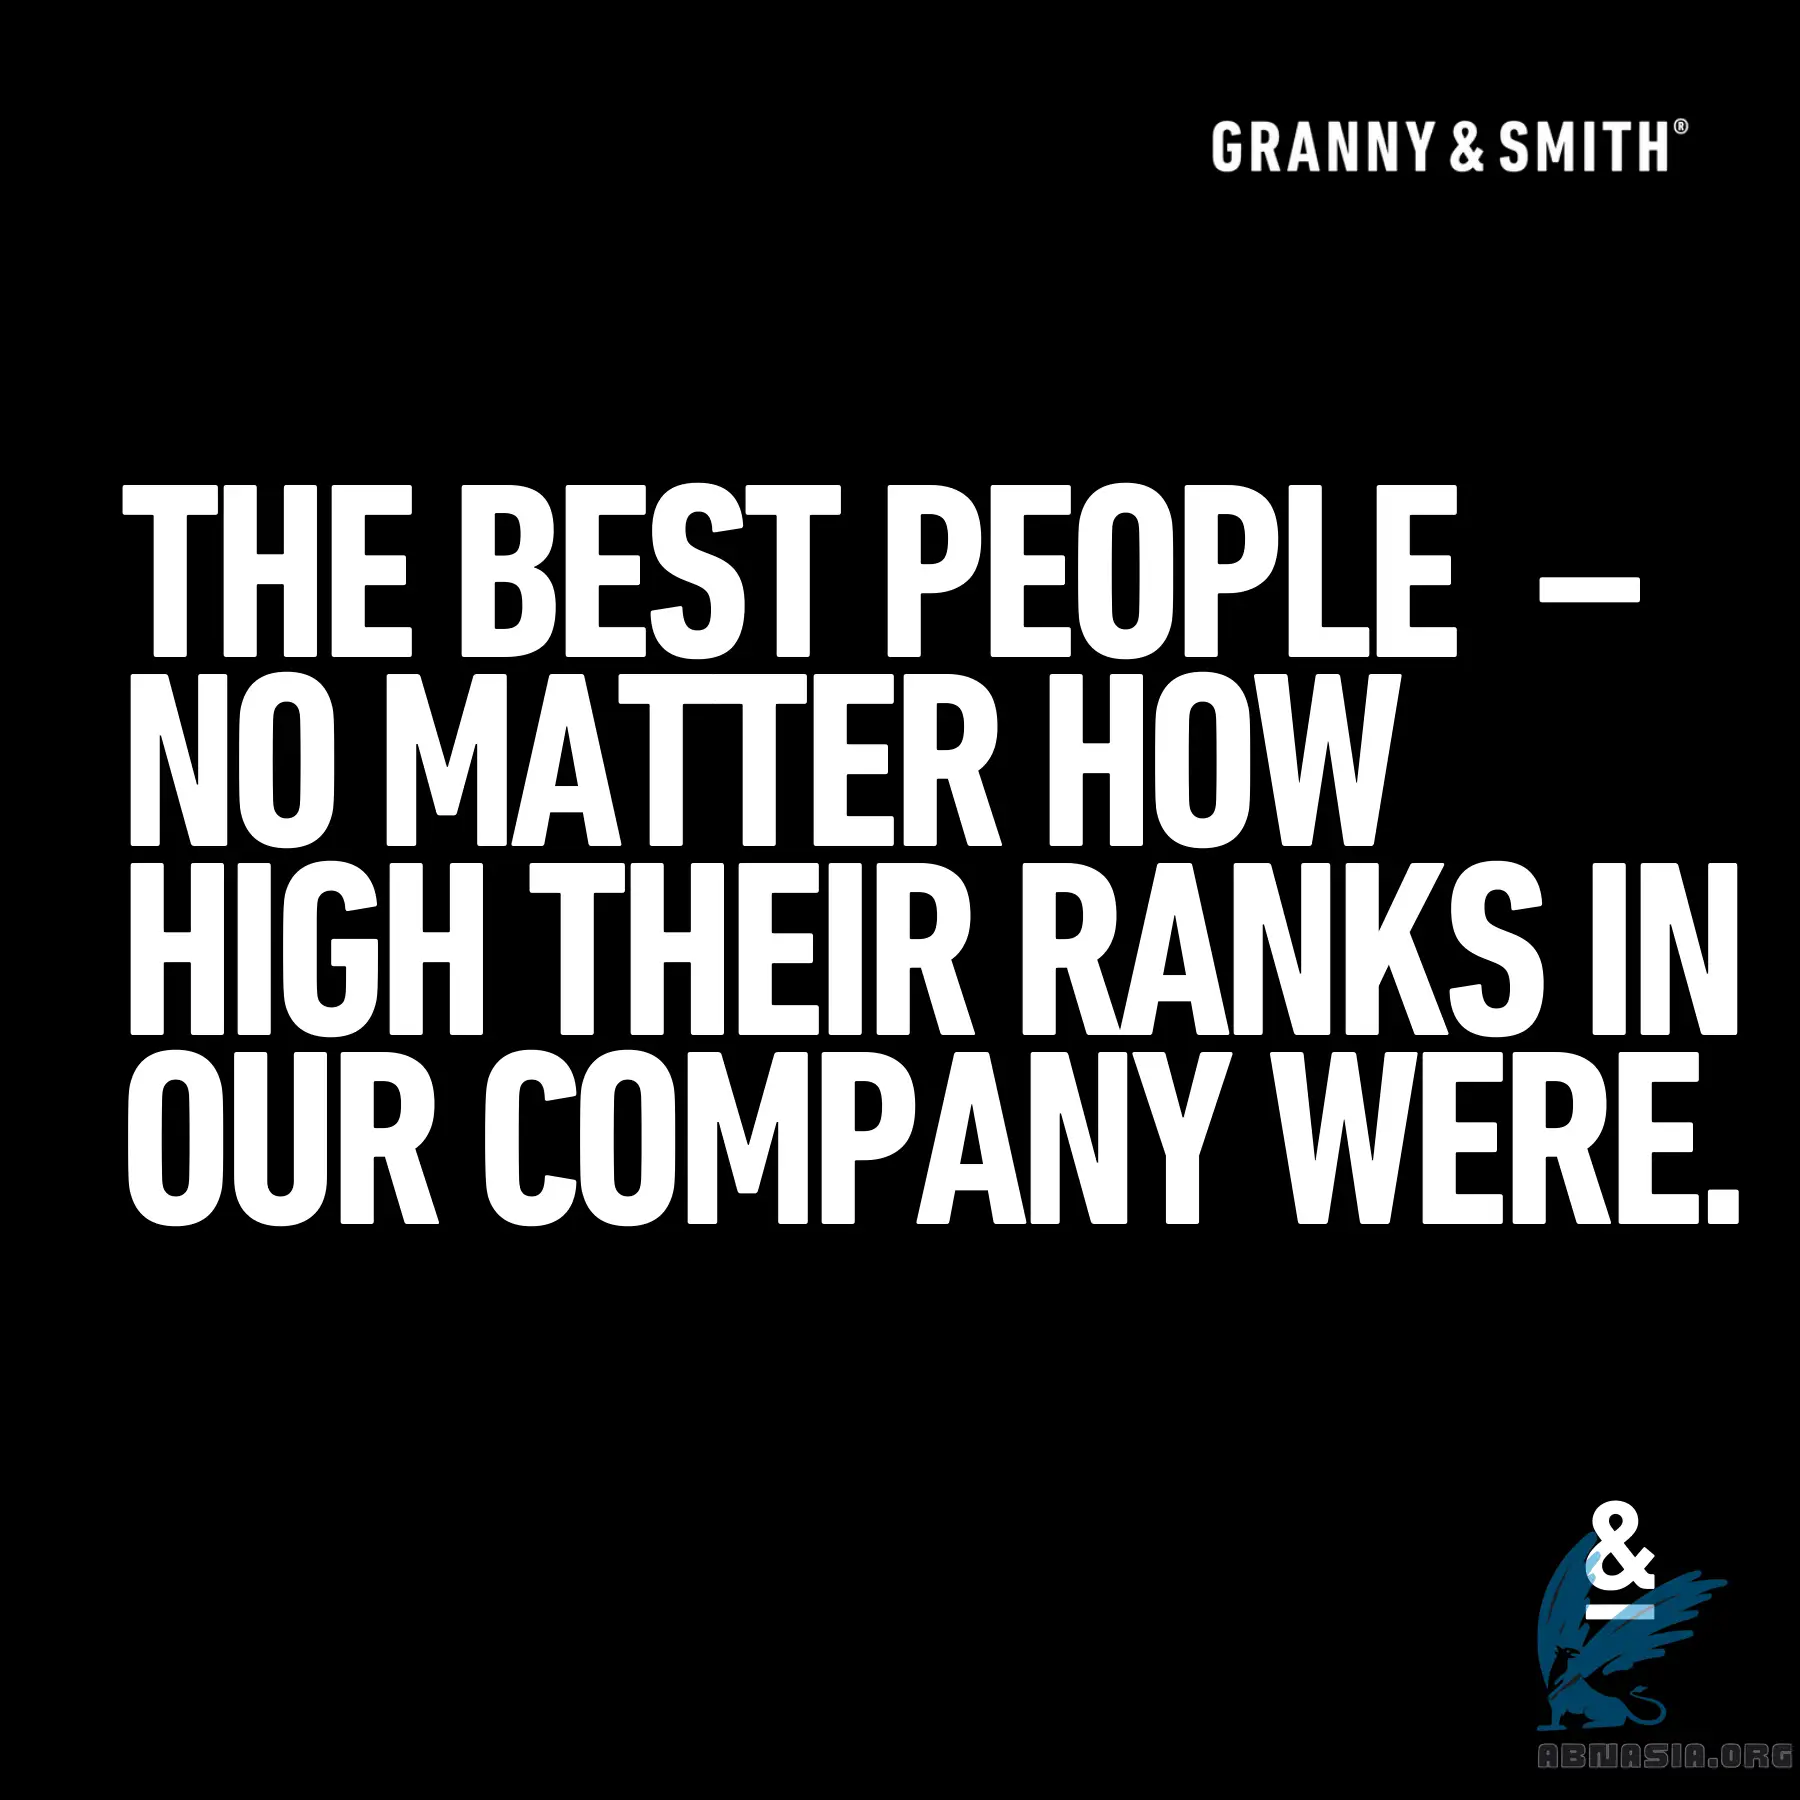 GRANNY & SMITH®
THE BEST PEOPLE –
NO MATTER HOW
HIGH THEIR RANKS IN
OUR COMPANY WERE.
&
ABNASIA.ORG